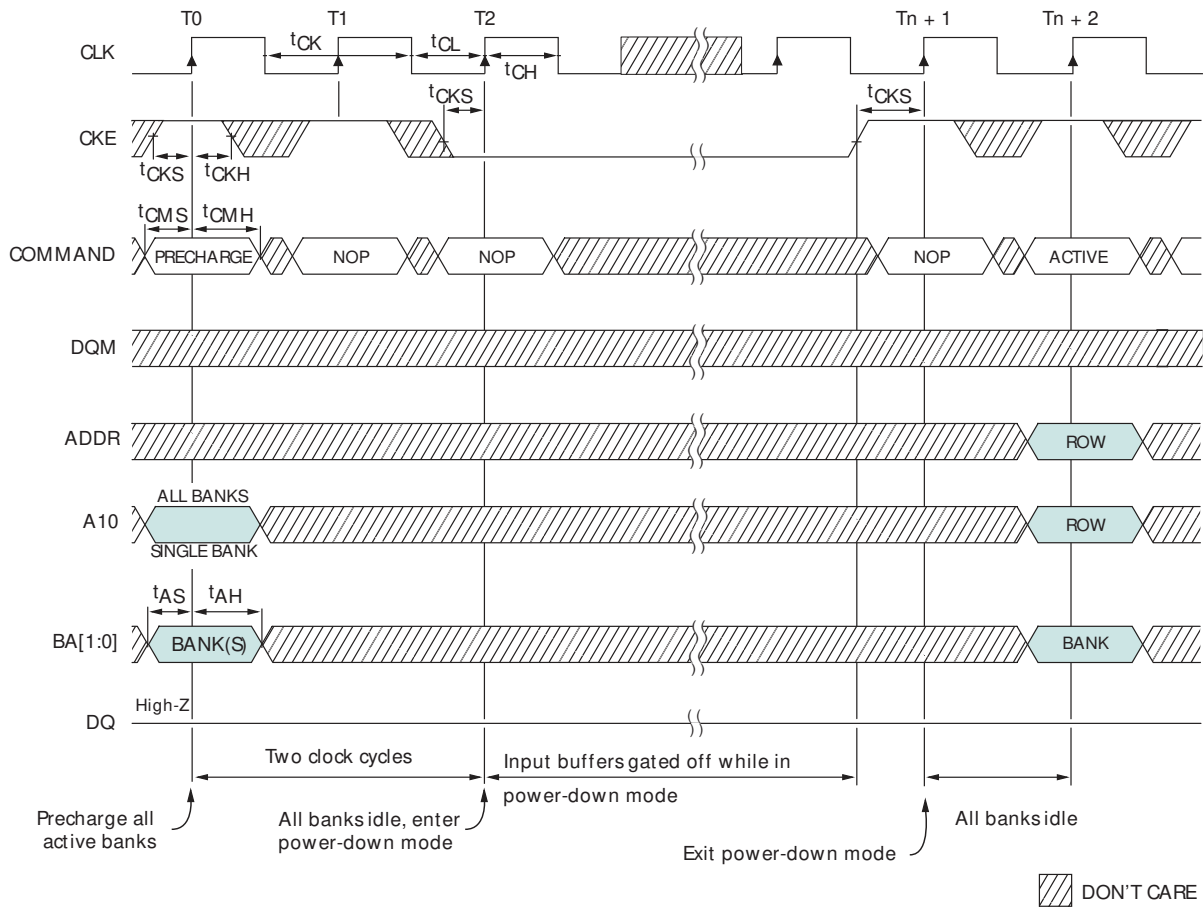 T0 T1 T2 Tn + 1 Tn + 2
CLK
tCK tCL
tCH
tCKS tCKS
CKE
tCKS tCKH
tCMS tCMH
COMMAND PRECHARGE NOP NOP NOP ACTIVE
DQM
ADDR ROW
ALL BANKS
A10 ROW
SINGLE BANK
tAS tAH
BA[1:0] BANK(S) BANK
High-Z
DQ
Two clock cycles
Input buffers gated off while in
power-down mode
Precharge all
active banks
All banks idle, enter
power-down mode
Exit power-down mode
All banks idle
DON'T CARE